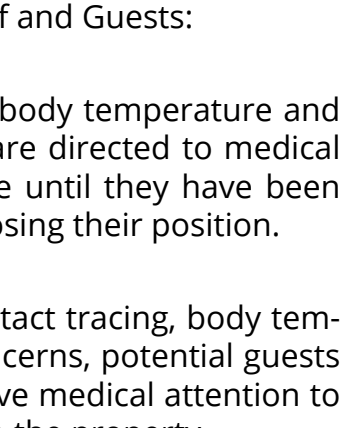 f and Guests:
body temperature and
are directed to medical
e until they have been
osing their position.
tact tracing, body tem-
cerns, potential guests
ve medical attention to
the property